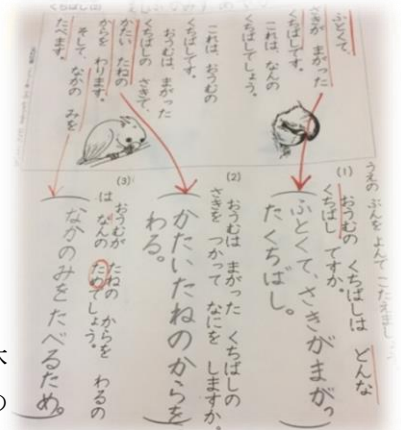 ふとくて、
さきが まがった
くちばしです。
これは、なんの
くちばしでしょう。
これは、おうむの
くちばしです。
おうむは、まがった
くちばしの さきで、
かたい たねの
からを わります。
そして、なかの みを
たべます。
うえの ぶんを よんで こたえましょ
(1)
おうむの くちばしは どんな
くちばし ですか。
ふとくて、さきがまがっ
たくちばし。
(2)
おうむは まがった くちばしの
さきを つかって なにを しますか。
かたいたねのからを
わる。
(3)
おうむが たねの からを わるの
は なんの ためでしょう。
なかのみをたべるため。